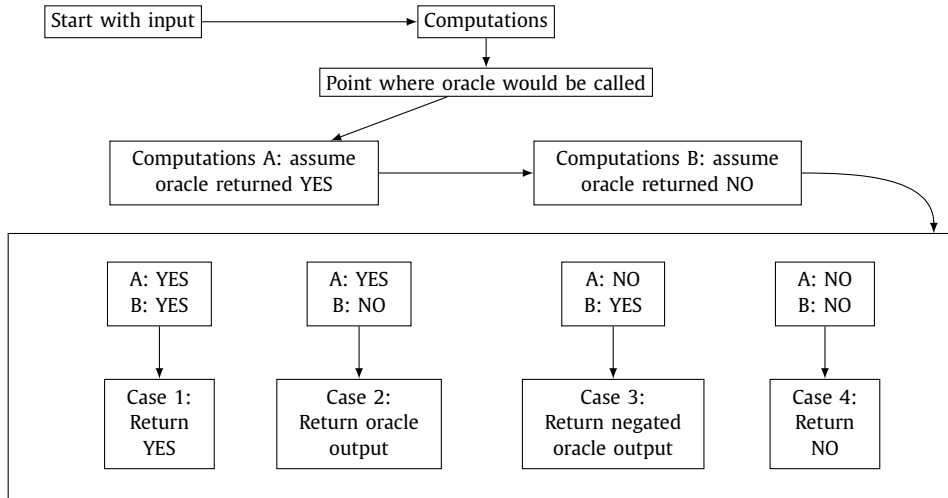 Start with input
Computations
Point where oracle would be called
Computations A: assume
oracle returned YES
Computations B: assume
oracle returned NO
A: YES
B: YES
A: YES
B: NO
A: NO
B: YES
A: NO
B: NO
Case 1:
Return
YES
Case 2:
Return oracle
output
Case 3:
Return negated
oracle output
Case 4:
Return
NO